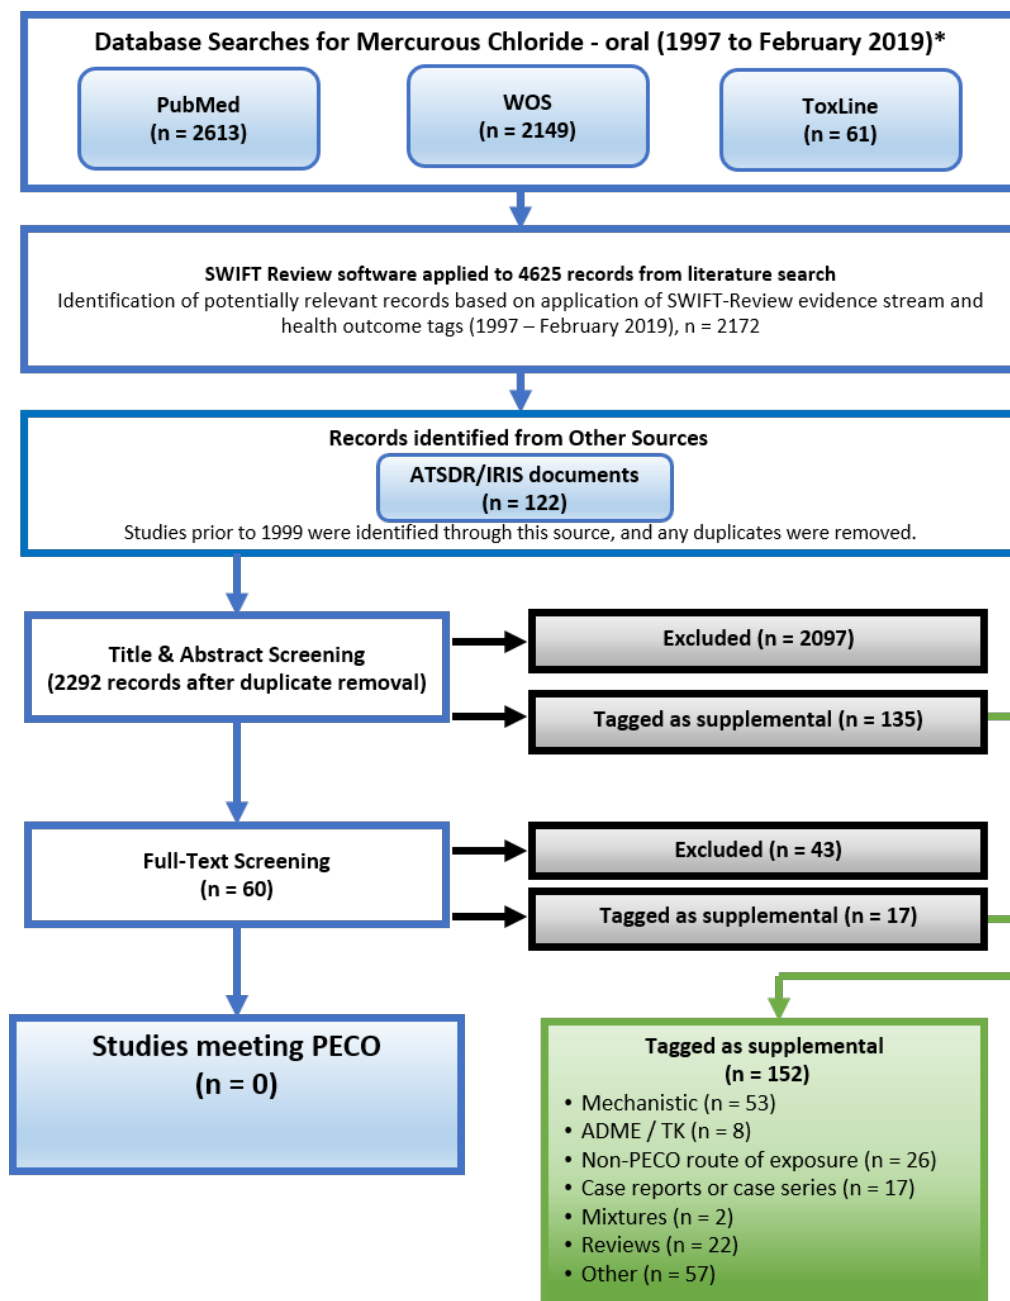 Database Searches for Mercurous Chloride - oral (1997 to February 2019)*
PubMed
(n = 2613)
WOS
(n = 2149)
ToxLine
(n = 61)
SWIFT Review software applied to 4625 records from literature search
Identification of potentially relevant records based on application of SWIFT-Review evidence stream and
health outcome tags (1997 – February 2019), n = 2172
Records identified from Other Sources
ATSDR/IRIS documents
(n = 122)
Studies prior to 1999 were identified through this source, and any duplicates were removed.
Title & Abstract Screening
(2292 records after duplicate removal)
Excluded (n = 2097)
Tagged as supplemental (n = 135)
Full-Text Screening
(n = 60)
Excluded (n = 43)
Tagged as supplemental (n = 17)
Studies meeting PECO
(n = 0)
Tagged as supplemental
(n = 152)
• Mechanistic (n = 53)
• ADME / TK (n = 8)
• Non-PECO route of exposure (n = 26)
• Case reports or case series (n = 17)
• Mixtures (n = 2)
• Reviews (n = 22)
• Other (n = 57)